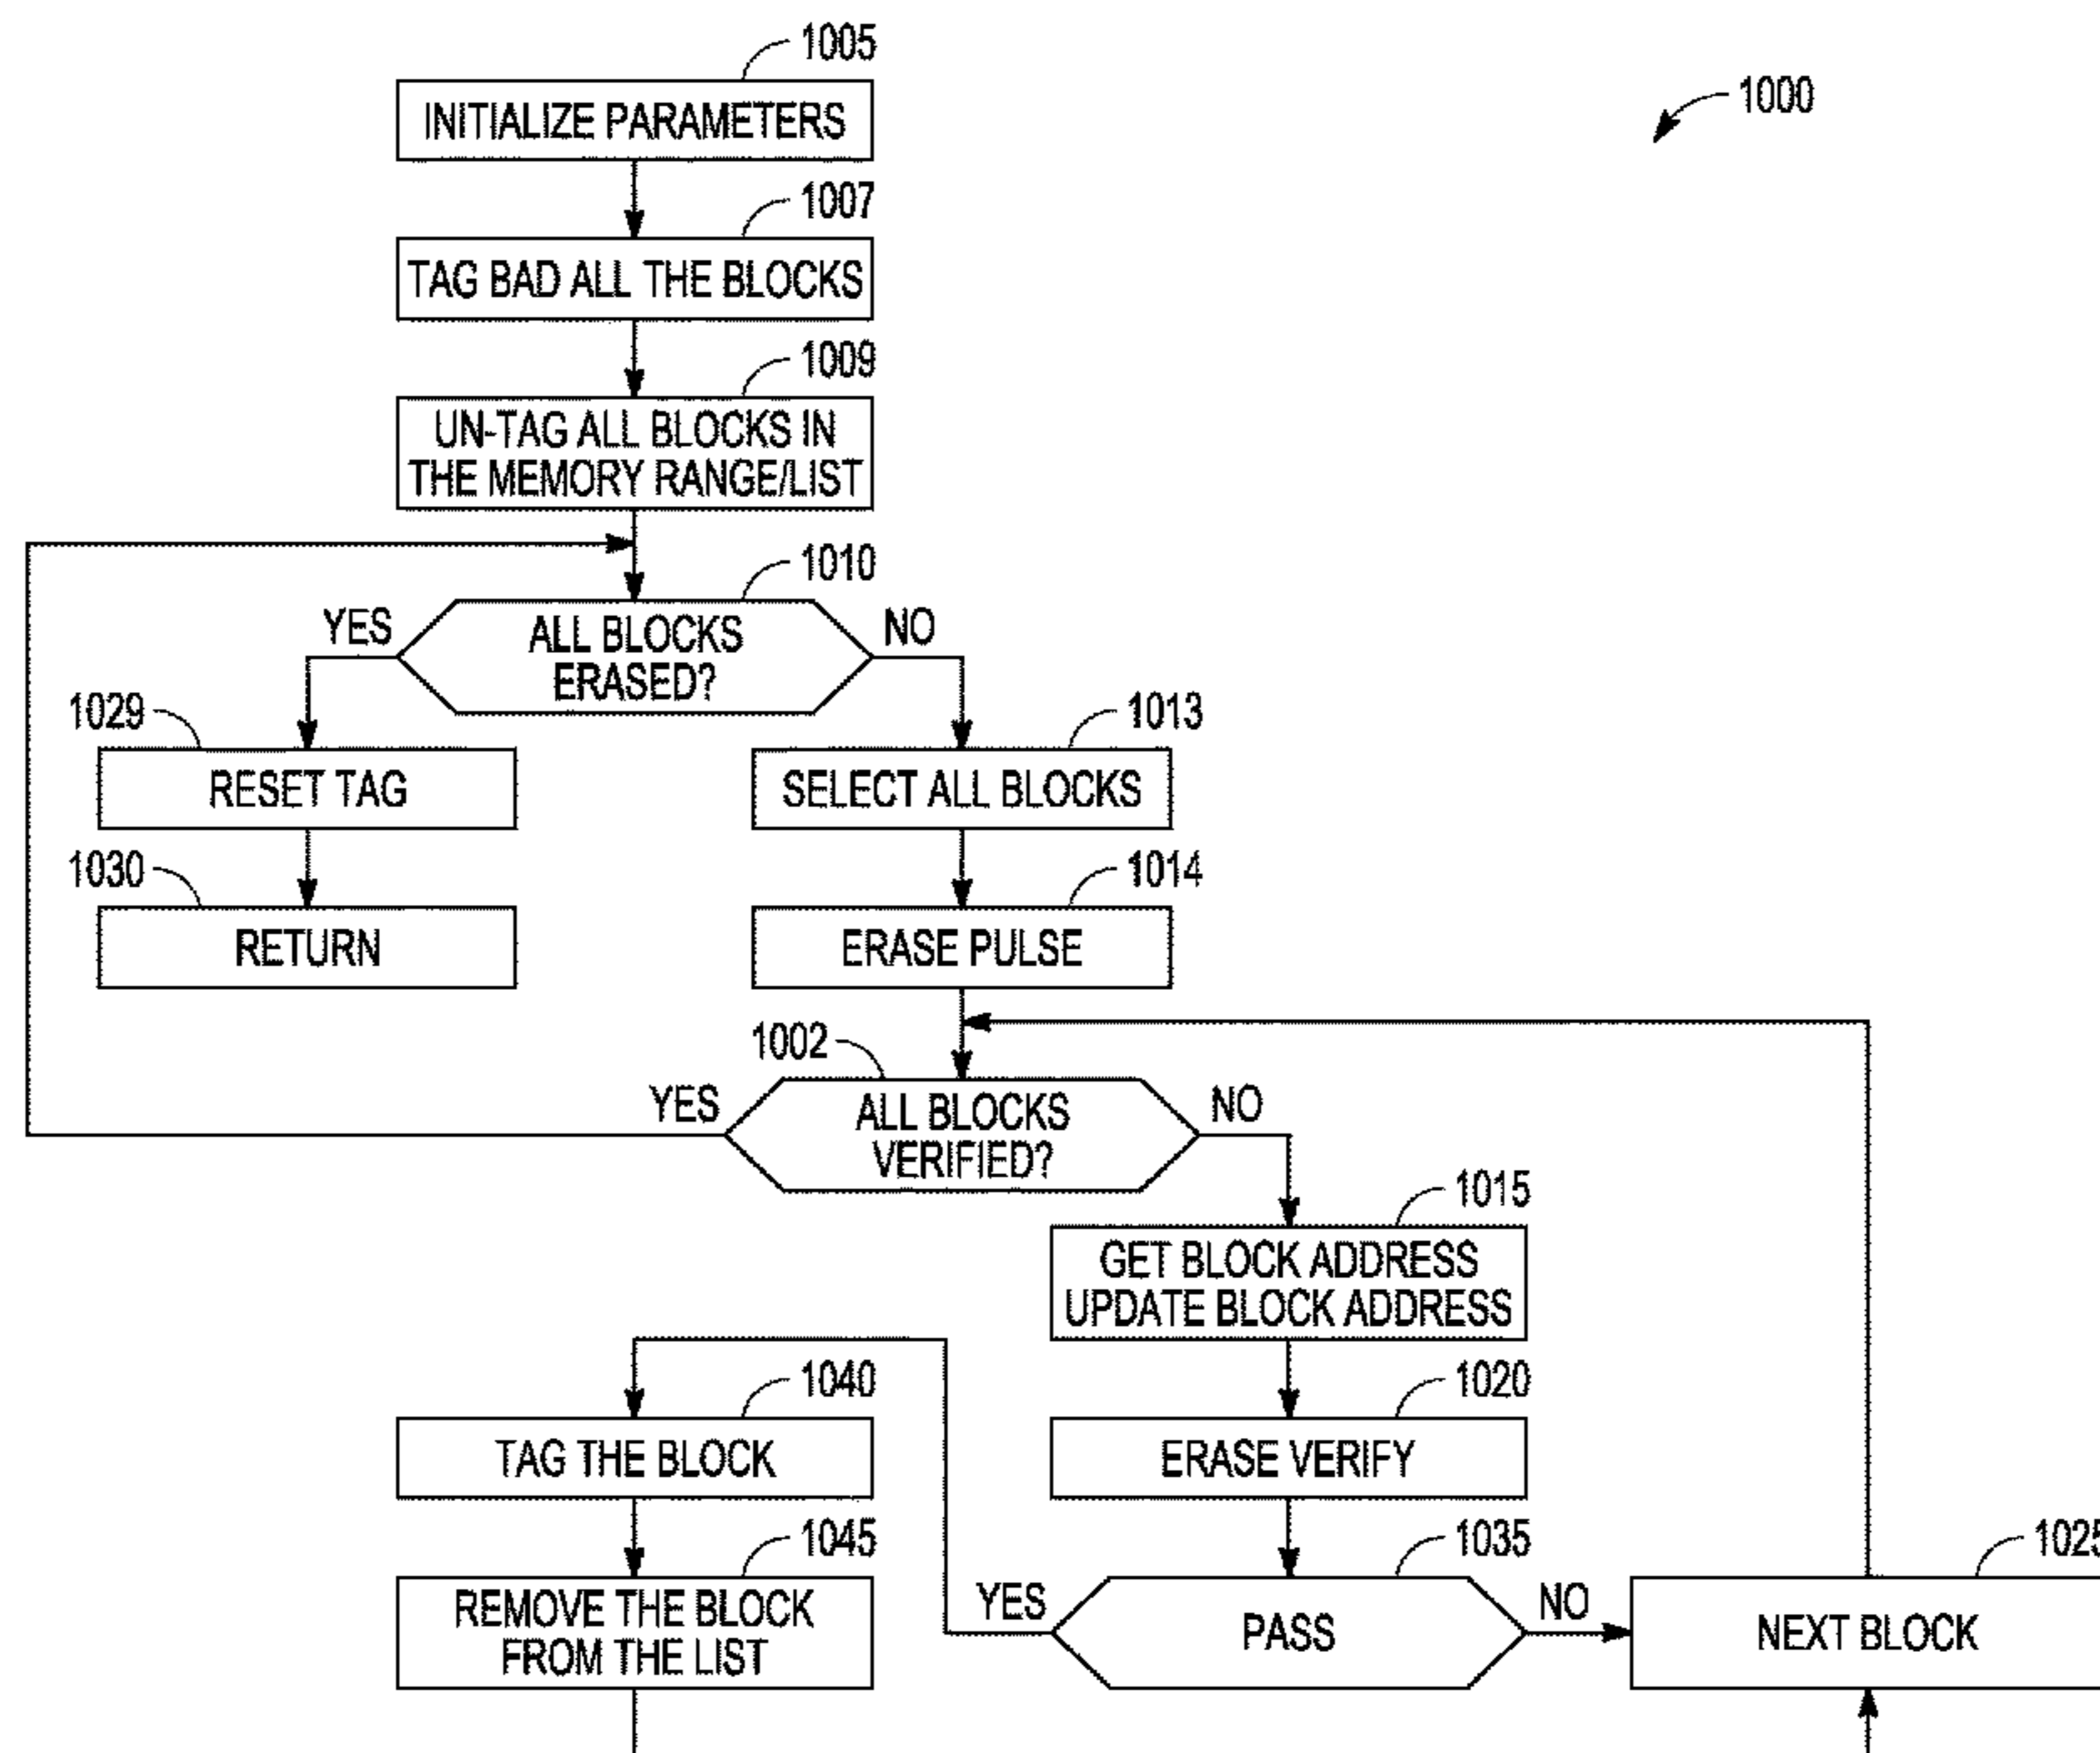 1005
1000
INITIALIZE PARAMETERS
1007
TAG BAD ALL THE BLOCKS
1009
UN-TAG ALL BLOCKS IN
THE MEMORY RANGE/LIST
1010
YES
ALL BLOCKS
ERASED?
NO
1029
1013
RESET TAG
SELECT ALL BLOCKS
1030
1014
RETURN
ERASE PULSE
1002
YES
ALL BLOCKS
VERIFIED?
NO
1015
GET BLOCK ADDRESS
UPDATE BLOCK ADDRESS
1040
1020
TAG THE BLOCK
ERASE VERIFY
1045
1035
1025
REMOVE THE BLOCK
FROM THE LIST
YES
PASS
NO
NEXT BLOCK